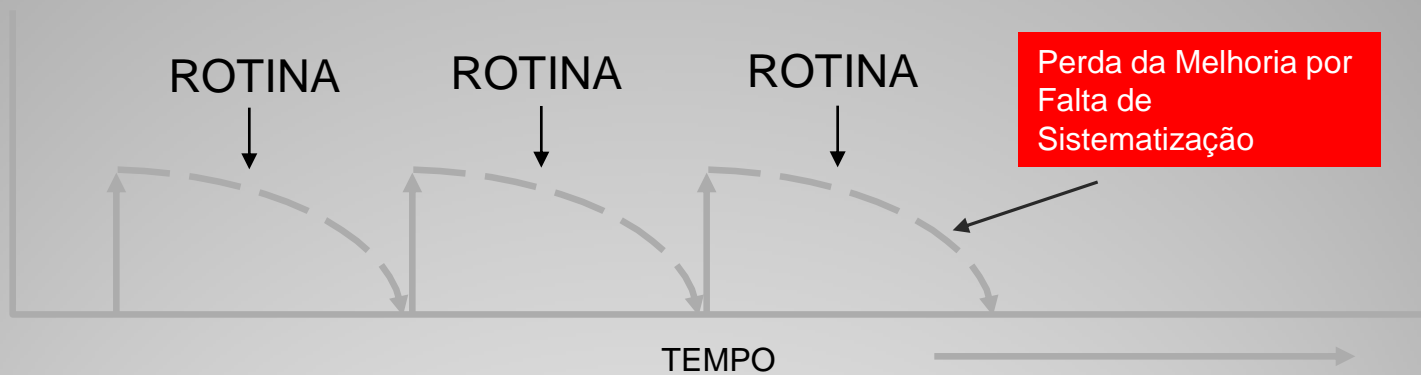 ROTINA
ROTINA
ROTINA
Perda da Melhoria por
Falta de
Sistematização
TEMPO